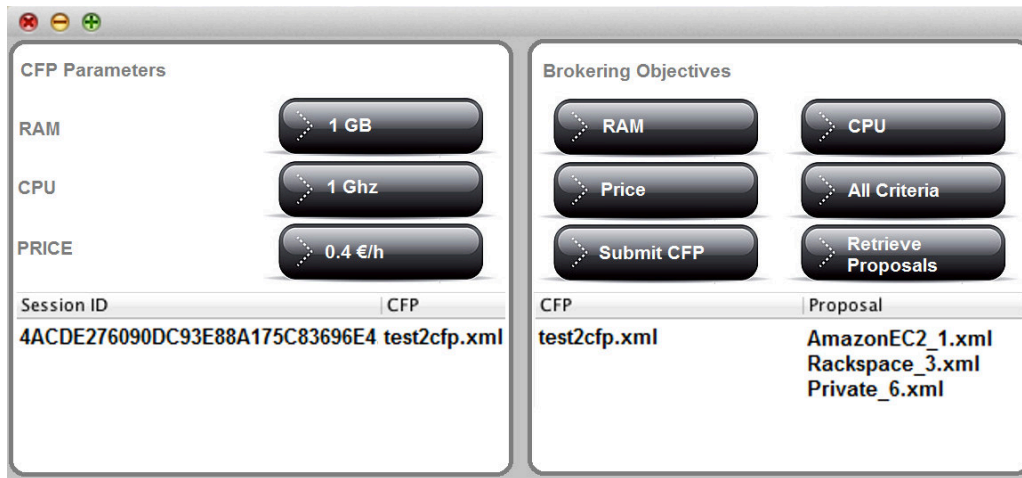 CFP Parameters
RAM
1 GB
CPU
1 Ghz
PRICE
0.4 €/h
Session ID
CFP
4ACDE276090DC93E88A175C83696E4
test2cfp.xml
Brokering Objectives
RAM
CPU
Price
All Criteria
Submit CFP
Retrieve
Proposals
CFP
Proposal
test2cfp.xml
AmazonEC2_1.xml
Rackspace_3.xml
Private_6.xml